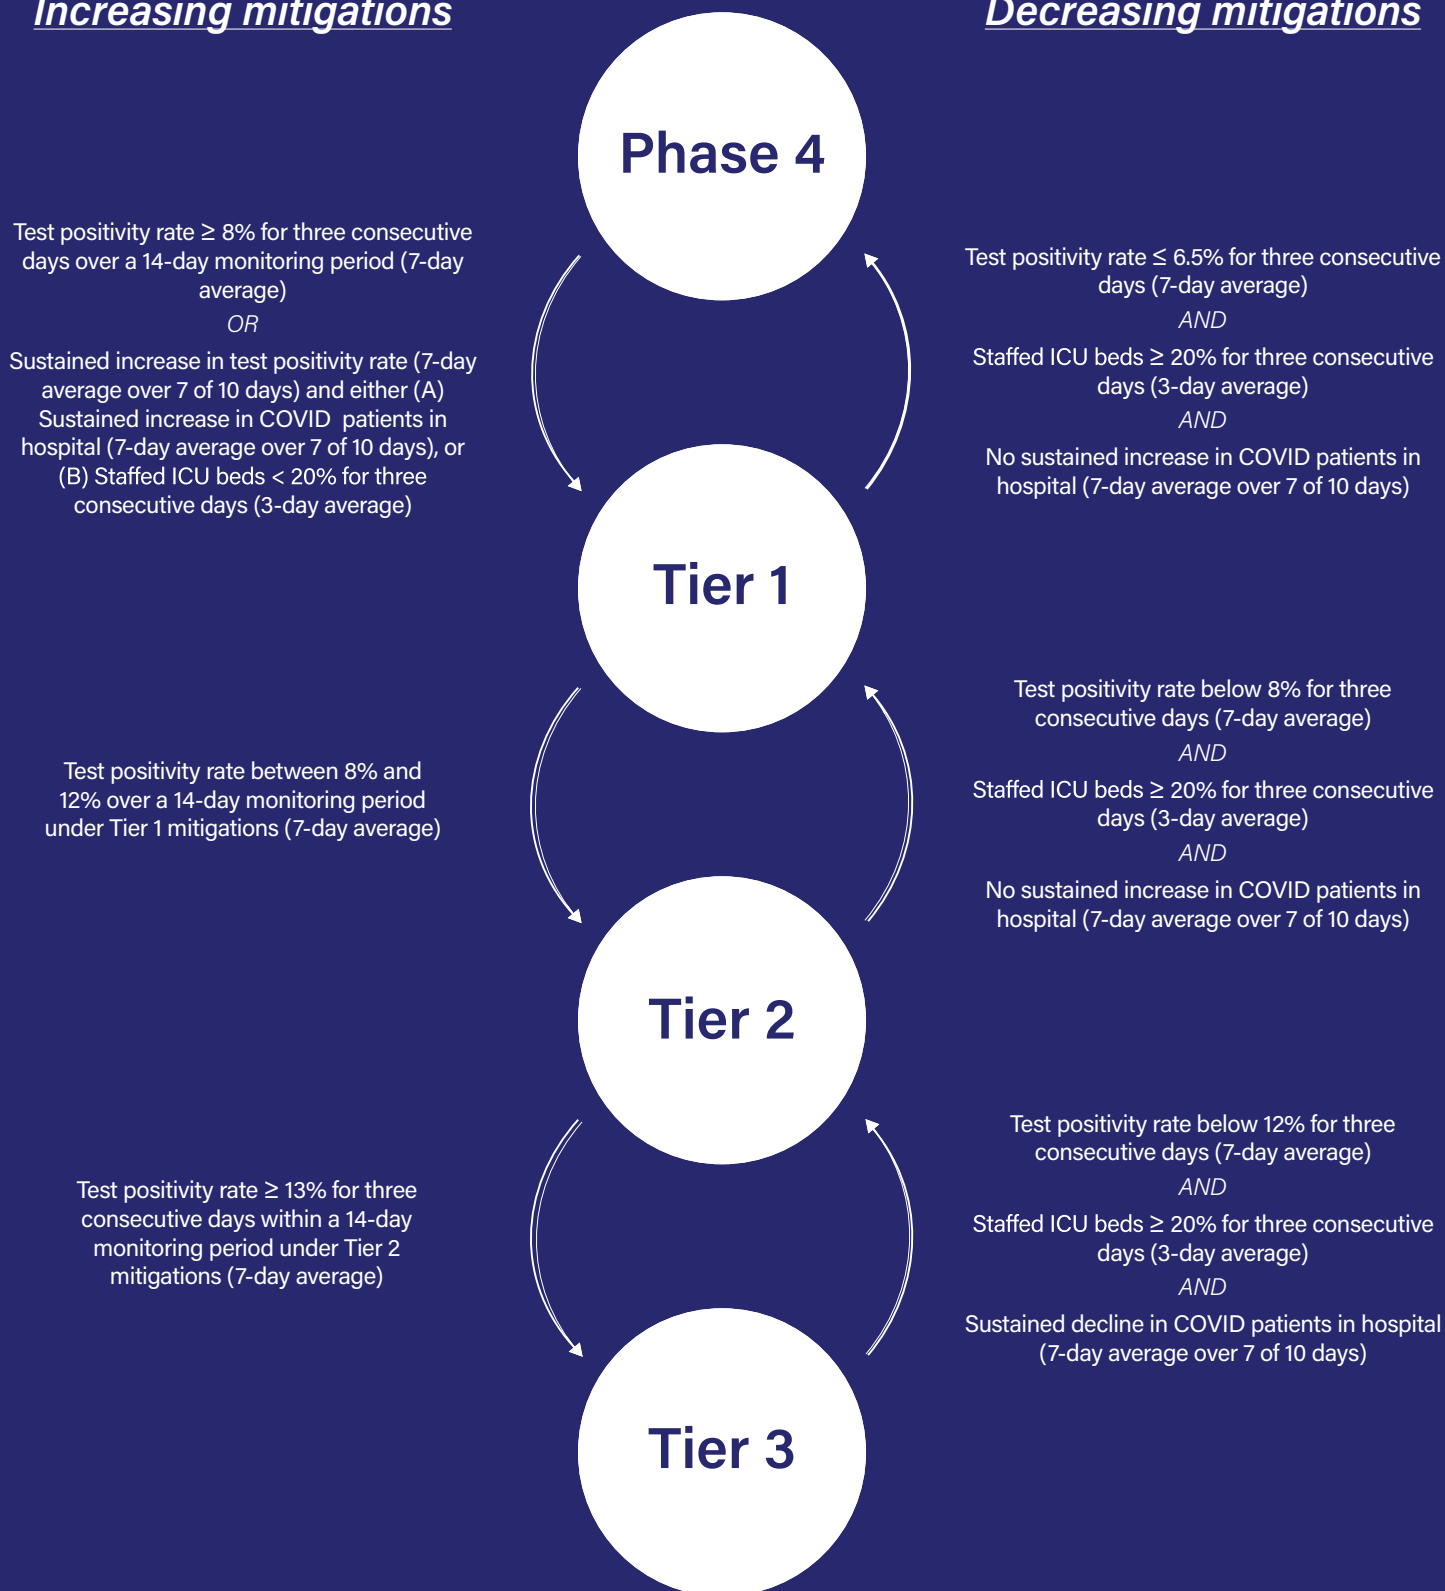 Increasing mitigations
Decreasing mitigations
Phase 4
Test positivity rate ≥ 8% for three consecutive
days over a 14-day monitoring period (7-day
average)
OR
Sustained increase in test positivity rate (7-day
average over 7 of 10 days) and either (A)
Sustained increase in COVID  patients in
hospital (7-day average over 7 of 10 days), or
(B) Staffed ICU beds < 20% for three
consecutive days (3-day average)
Test positivity rate ≤ 6.5% for three consecutive
days (7-day average)
AND
Staffed ICU beds ≥ 20% for three consecutive
days (3-day average)
AND
No sustained increase in COVID patients in
hospital (7-day average over 7 of 10 days)
Tier 1
Test positivity rate between 8% and
12% over a 14-day monitoring period
under Tier 1 mitigations (7-day average)
Test positivity rate below 8% for three
consecutive days (7-day average)
AND
Staffed ICU beds ≥ 20% for three consecutive
days (3-day average)
AND
No sustained increase in COVID patients in
hospital (7-day average over 7 of 10 days)
Tier 2
Test positivity rate ≥ 13% for three
consecutive days within a 14-day
monitoring period under Tier 2
mitigations (7-day average)
Test positivity rate below 12% for three
consecutive days (7-day average)
AND
Staffed ICU beds ≥ 20% for three consecutive
days (3-day average)
AND
Sustained decline in COVID patients in hospital
(7-day average over 7 of 10 days)
Tier 3